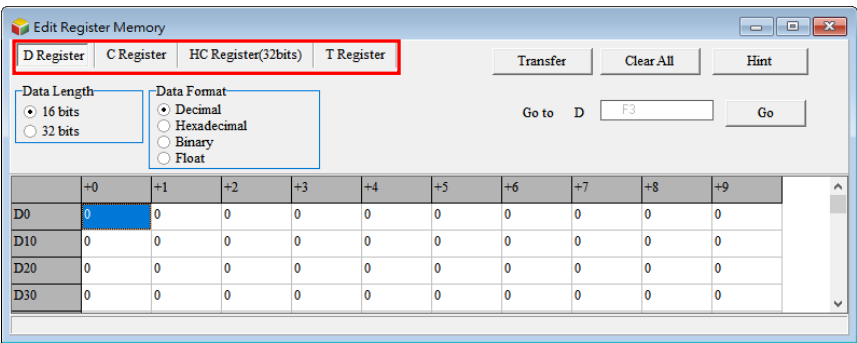 Edit Register Memory
D Register C Register HC Register(32bits) T Register
Transfer Clear All Hint
Data Length Data Format
16 bits Decimal
32 bits Hexadecimal
Binary
Float
Go to D F3 Go
+0 +1 +2 +3 +4 +5 +6 +7 +8 +9
D0 0 0 0 0 0 0 0 0 0 0
D10 0 0 0 0 0 0 0 0 0 0
D20 0 0 0 0 0 0 0 0 0 0
D30 0 0 0 0 0 0 0 0 0 0